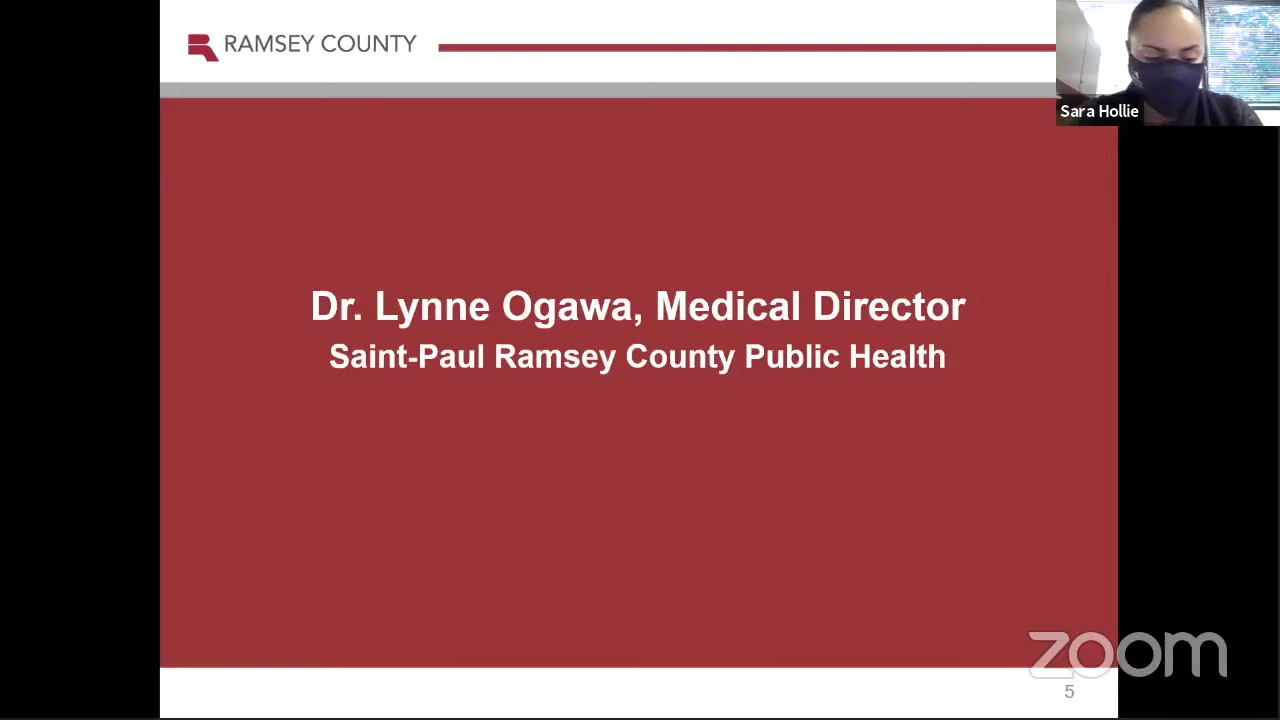 RAMSEY COUNTY
Sara Hollie
Dr. Lynne Ogawa, Medical Director
Saint-Paul Ramsey County Public Health
zoom
5